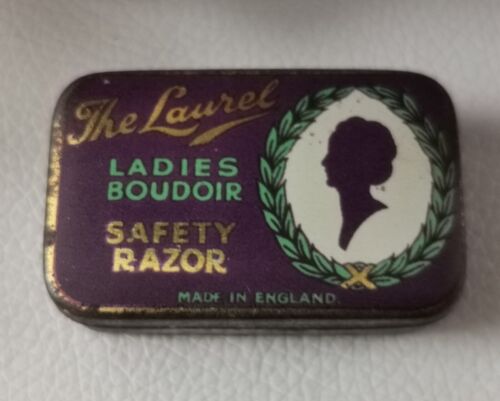 The Laurel
LADIES
BOUDOIR
SAFETY
RAZOR
MADE IN ENGLAND.